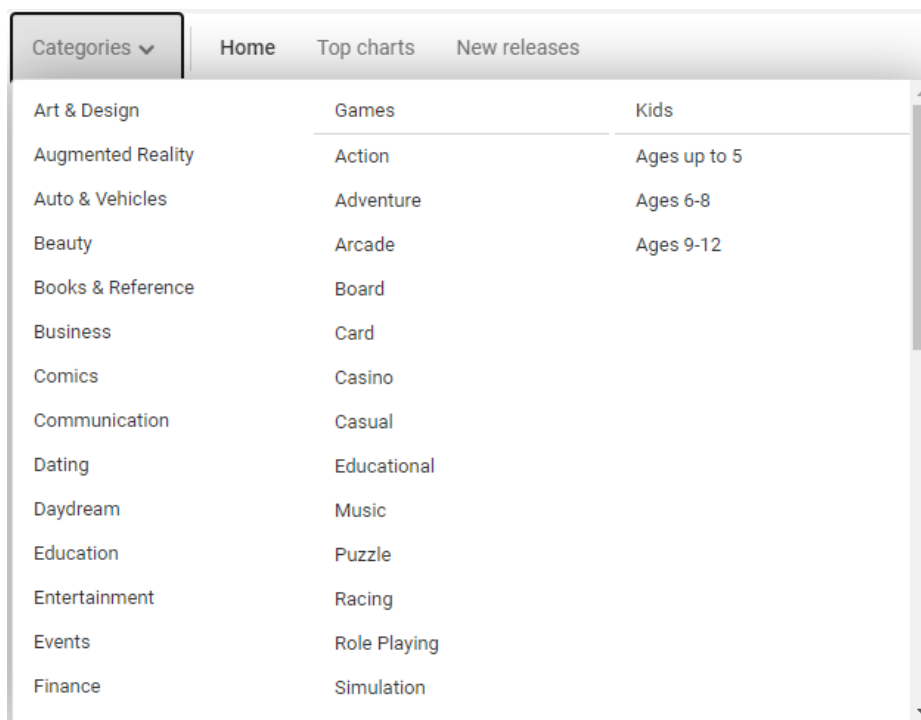 Categories
Home
Top charts
New releases
Art & Design
Augmented Reality
Auto & Vehicles
Beauty
Books & Reference
Business
Comics
Communication
Dating
Daydream
Education
Entertainment
Events
Finance
Games
Action
Adventure
Arcade
Board
Card
Casino
Casual
Educational
Music
Puzzle
Racing
Role Playing
Simulation
Kids
Ages up to 5
Ages 6-8
Ages 9-12